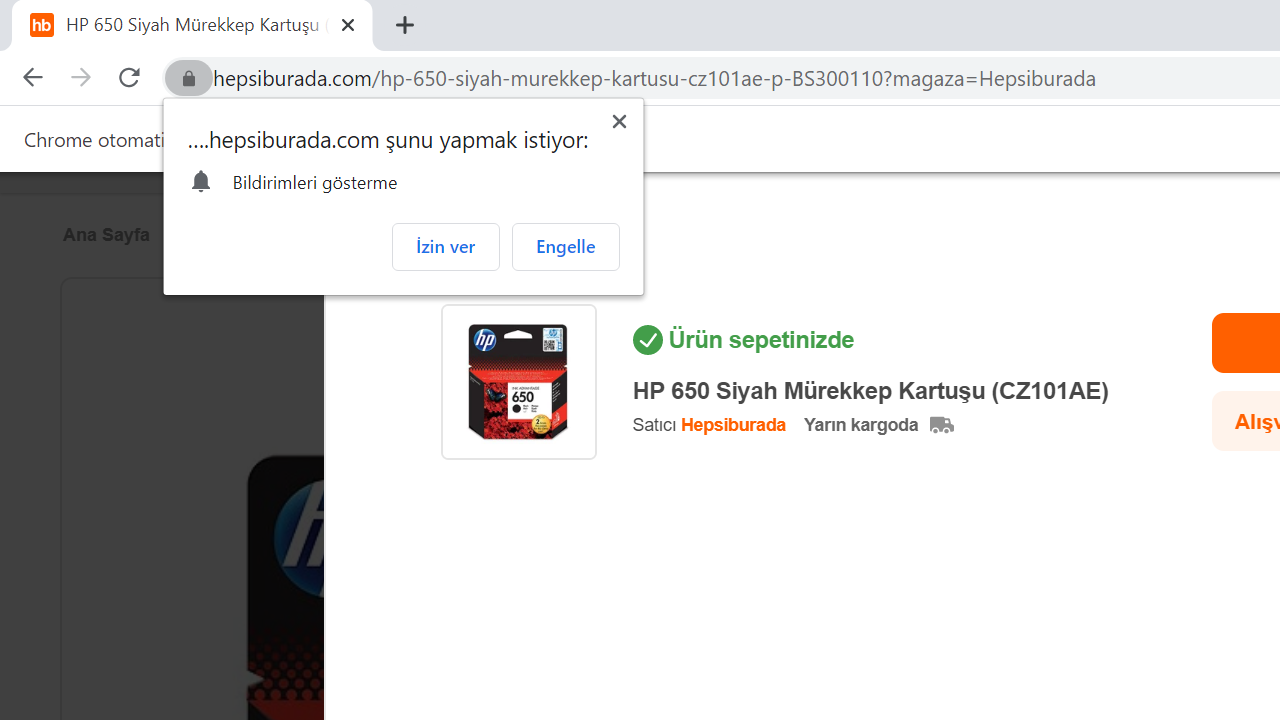 hb HP 650 Siyah Mürekkep Kartuşu
hepsiburada.com/hp-650-siyah-murekkep-kartusu-cz101ae-p-BS300110?magaza=Hepsiburada
Chrome otomati
....hepsiburada.com şunu yapmak istiyor:
Bildirimleri gösterme
İzin ver
Engelle
Ana Sayfa
hp
650
Ürün sepetinizde
HP 650 Siyah Mürekkep Kartuşu (CZ101AE)
Satıcı Hepsiburada Yarın kargoda
Alışv